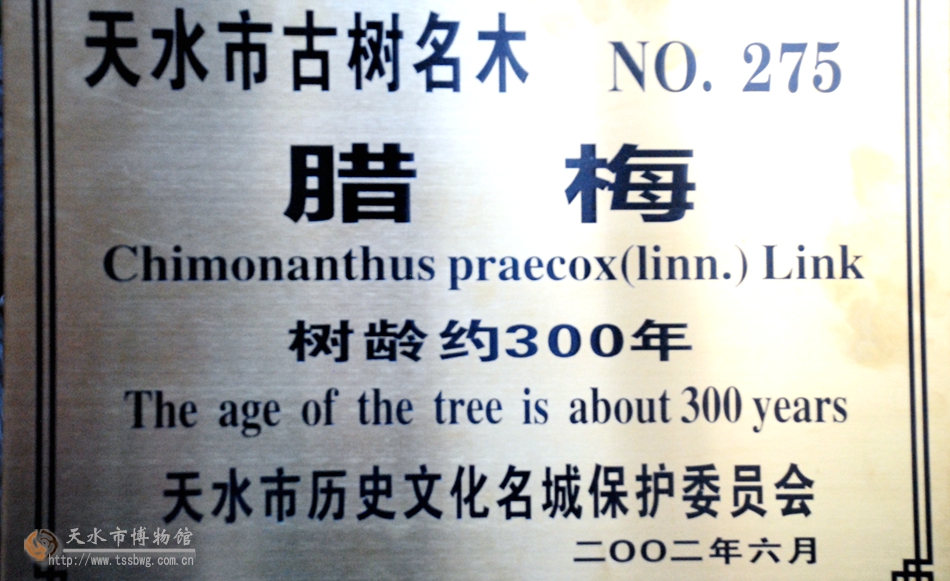 天水市古树名木 NO. 275
腊 梅
Chimonanthus praecox(linn.) Link
树龄约300年
The age of the tree is about 300 years
天水市历史文化名城保护委员会
二〇〇二年六月
天水市博物馆
http://www.tssbwg.com.cn